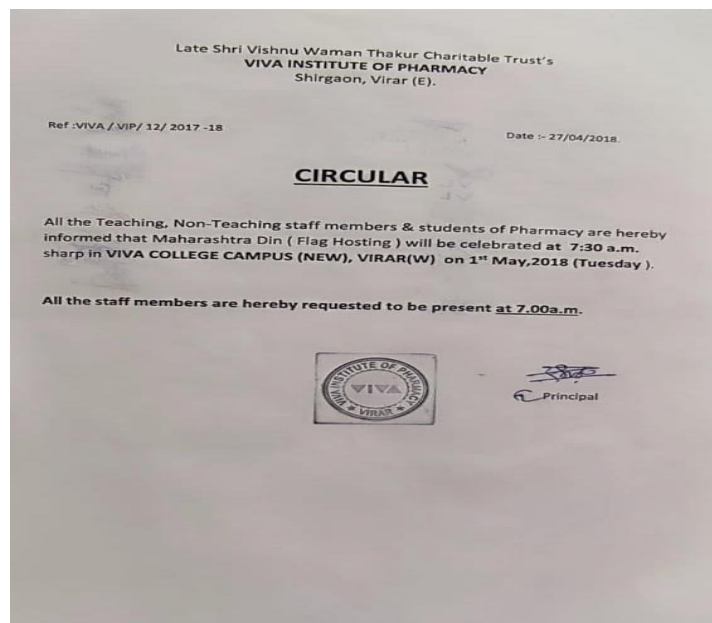 Late Shri Vishnu Waman Thakur Charitable Trust's
VIVA INSTITUTE OF PHARMACY
Shirgaon, Virar (E).
Ref :VIVA / VIP/ 12/ 2017 -18
Date :- 27/04/2018.
CIRCULAR
All the Teaching, Non-Teaching staff members & students of Pharmacy are hereby
informed that Maharashtra Din ( Flag Hosting ) will be celebrated at 7:30 a.m.
sharp in VIVA COLLEGE CAMPUS (NEW), VIRAR(W) on 1st May,2018 (Tuesday ).
All the staff members are hereby requested to be present at 7.00a.m.
VIVA INSTITUTE OF PHARMACY
VIVA
★ VIRAR ★
Principal